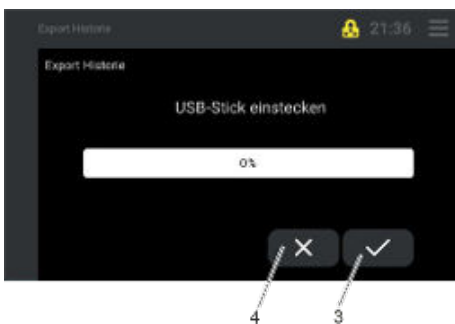 Export Historie 21:36
Export Historie
USB-Stick einstecken
0%
4 3